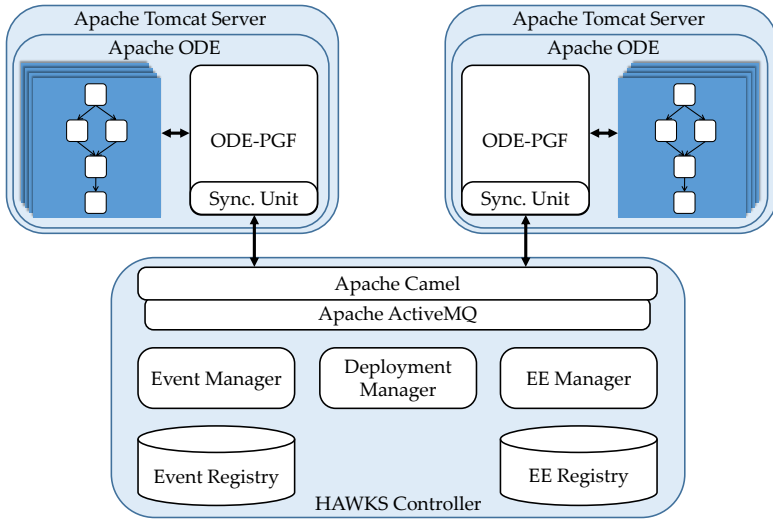 Apache Tomcat Server
Apache ODE
ODE-PGF
Sync. Unit
Apache Tomcat Server
Apache ODE
ODE-PGF
Sync. Unit
Apache Camel
Apache ActiveMQ
Event Manager
Deployment
Manager
EE Manager
Event Registry
EE Registry
HAWKS Controller